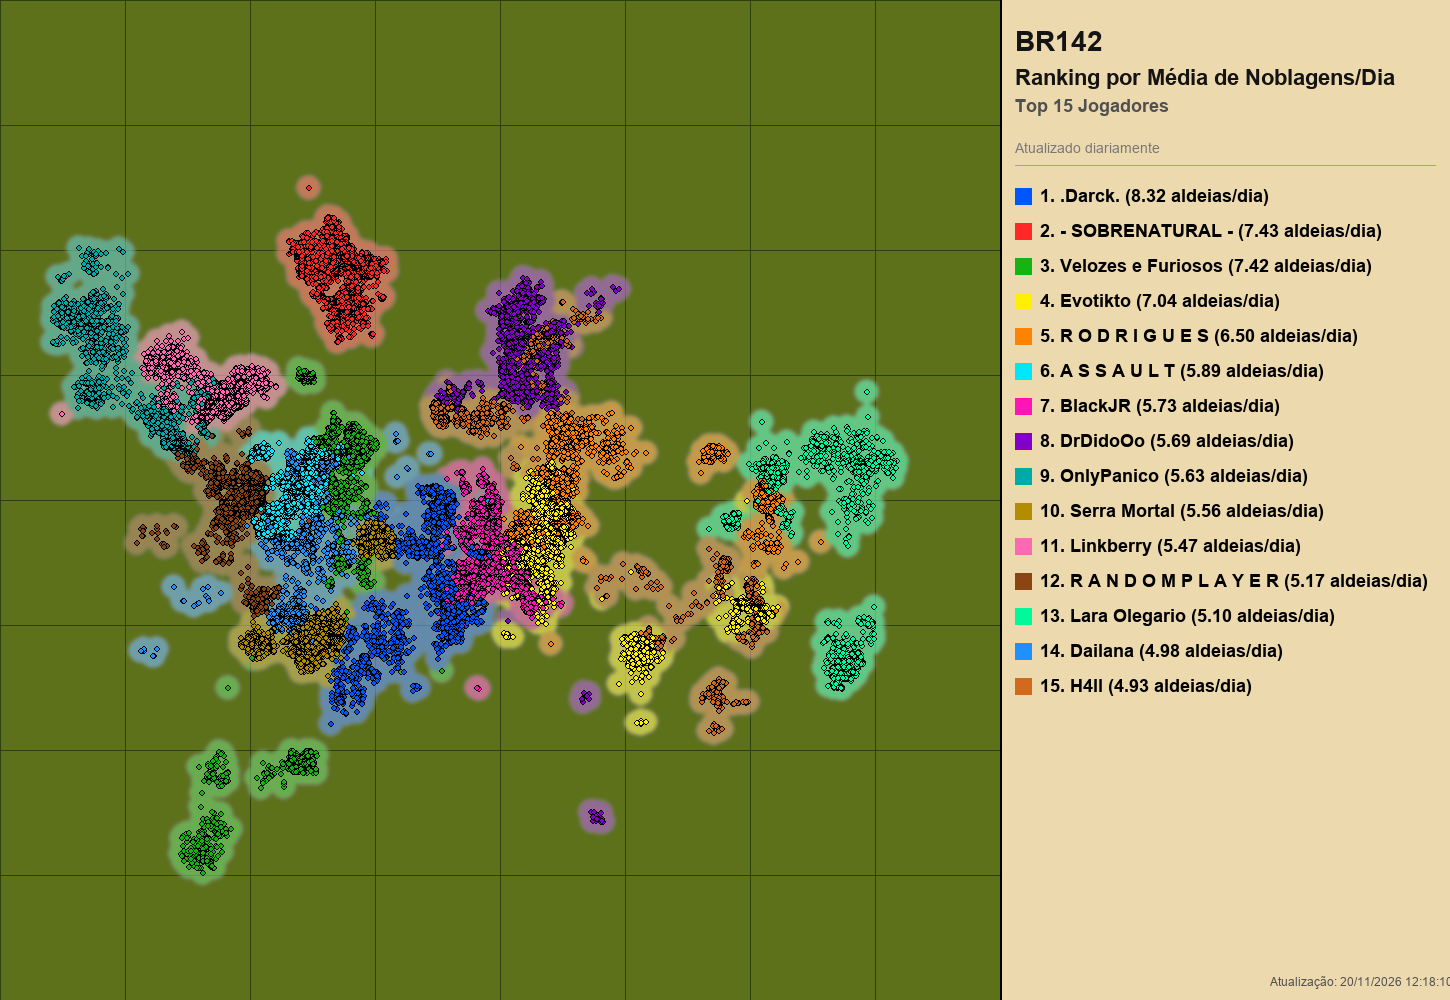 BR142
Ranking por Média de Noblagens/Dia
Top 15 Jogadores
Atualizado diariamente
1. .Darck. (8.32 aldeias/dia)
2. - SOBRENATURAL - (7.43 aldeias/dia)
3. Velozes e Furiosos (7.42 aldeias/dia)
4. Evotikto (7.04 aldeias/dia)
5. R O D R I G U E S (6.50 aldeias/dia)
6. A S S A U L T (5.89 aldeias/dia)
7. BlackJR (5.73 aldeias/dia)
8. DrDidoOo (5.69 aldeias/dia)
9. OnlyPanico (5.63 aldeias/dia)
10. Serra Mortal (5.56 aldeias/dia)
11. Linkberry (5.47 aldeias/dia)
12. R A N D O M P L A Y E R (5.17 aldeias/dia)
13. Lara Olegario (5.10 aldeias/dia)
14. Dailana (4.98 aldeias/dia)
15. H4ll (4.93 aldeias/dia)
Atualização: 20/11/2026 12:18:10